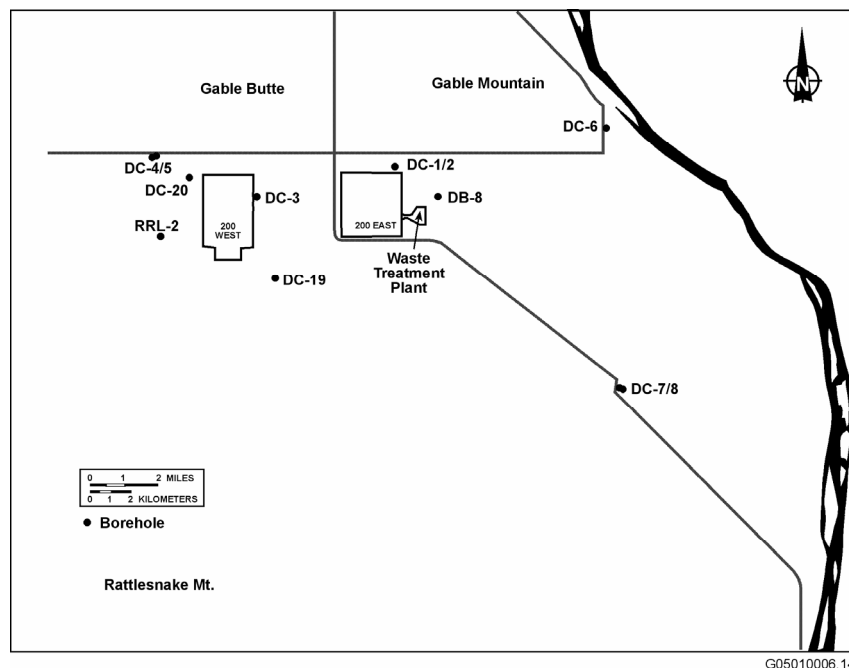 Gable Butte
Gable Mountain
N
DC-6
DC-4/5
DC-1/2
DC-20
DC-3
DB-8
RRL-2
200
WEST
200 EAST
Waste
Treatment
Plant
DC-19
DC-7/8
0 1 2 MILES
0 1 2 KILOMETERS
Borehole
Rattlesnake Mt.
G05010006.14